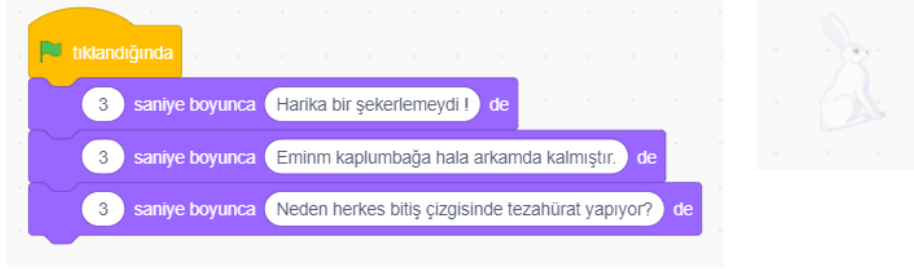 tıklandığında
3 saniye boyunca Harika bir şekerlemeydi ! de
3 saniye boyunca Eminm kaplumbağa hala arkamda kalmıştır. de
3 saniye boyunca Neden herkes bitiş çizgisinde tezahürat yapıyor? de